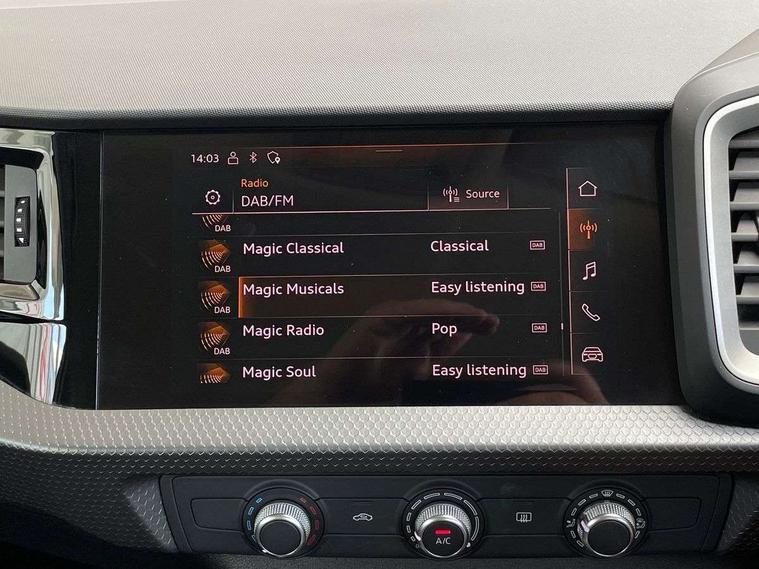 14:03
Radio
DAB/FM
Source
DAB
Magic Classical Classical DAB
DAB
Magic Musicals Easy listening DAB
DAB
Magic Radio Pop DAB
DAB
Magic Soul Easy listening DAB
A/C